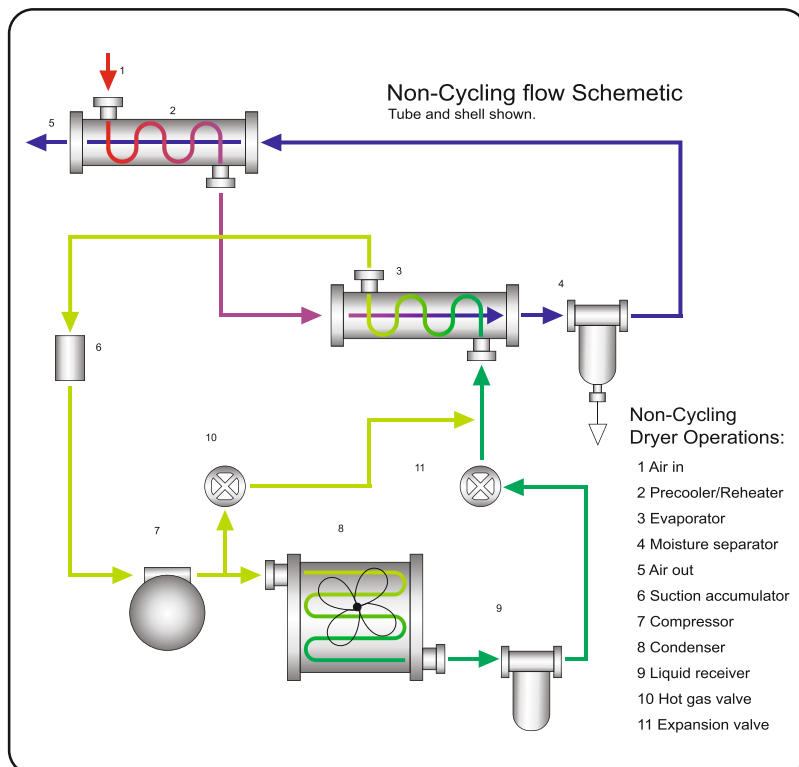 1
5
2
Non-Cycling flow Schemetic
Tube and shell shown.
3
4
6
10
11
7
8
9
Non-Cycling
Dryer Operations:
1 Air in
2 Precooler/Reheater
3 Evaporator
4 Moisture separator
5 Air out
6 Suction accumulator
7 Compressor
8 Condenser
9 Liquid receiver
10 Hot gas valve
11 Expansion valve